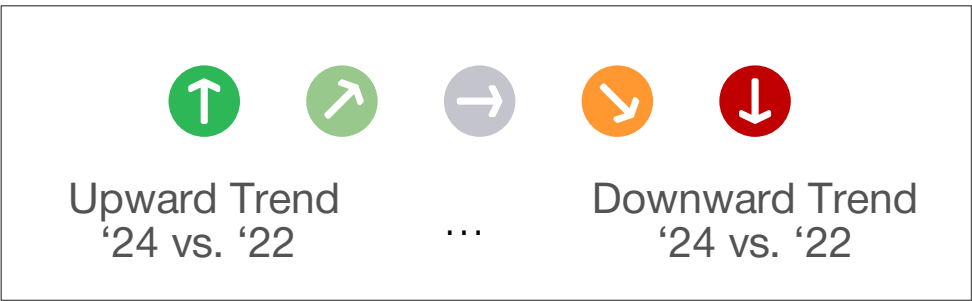 Upward Trend
‘24 vs. ‘22
...
Downward Trend
‘24 vs. ‘22